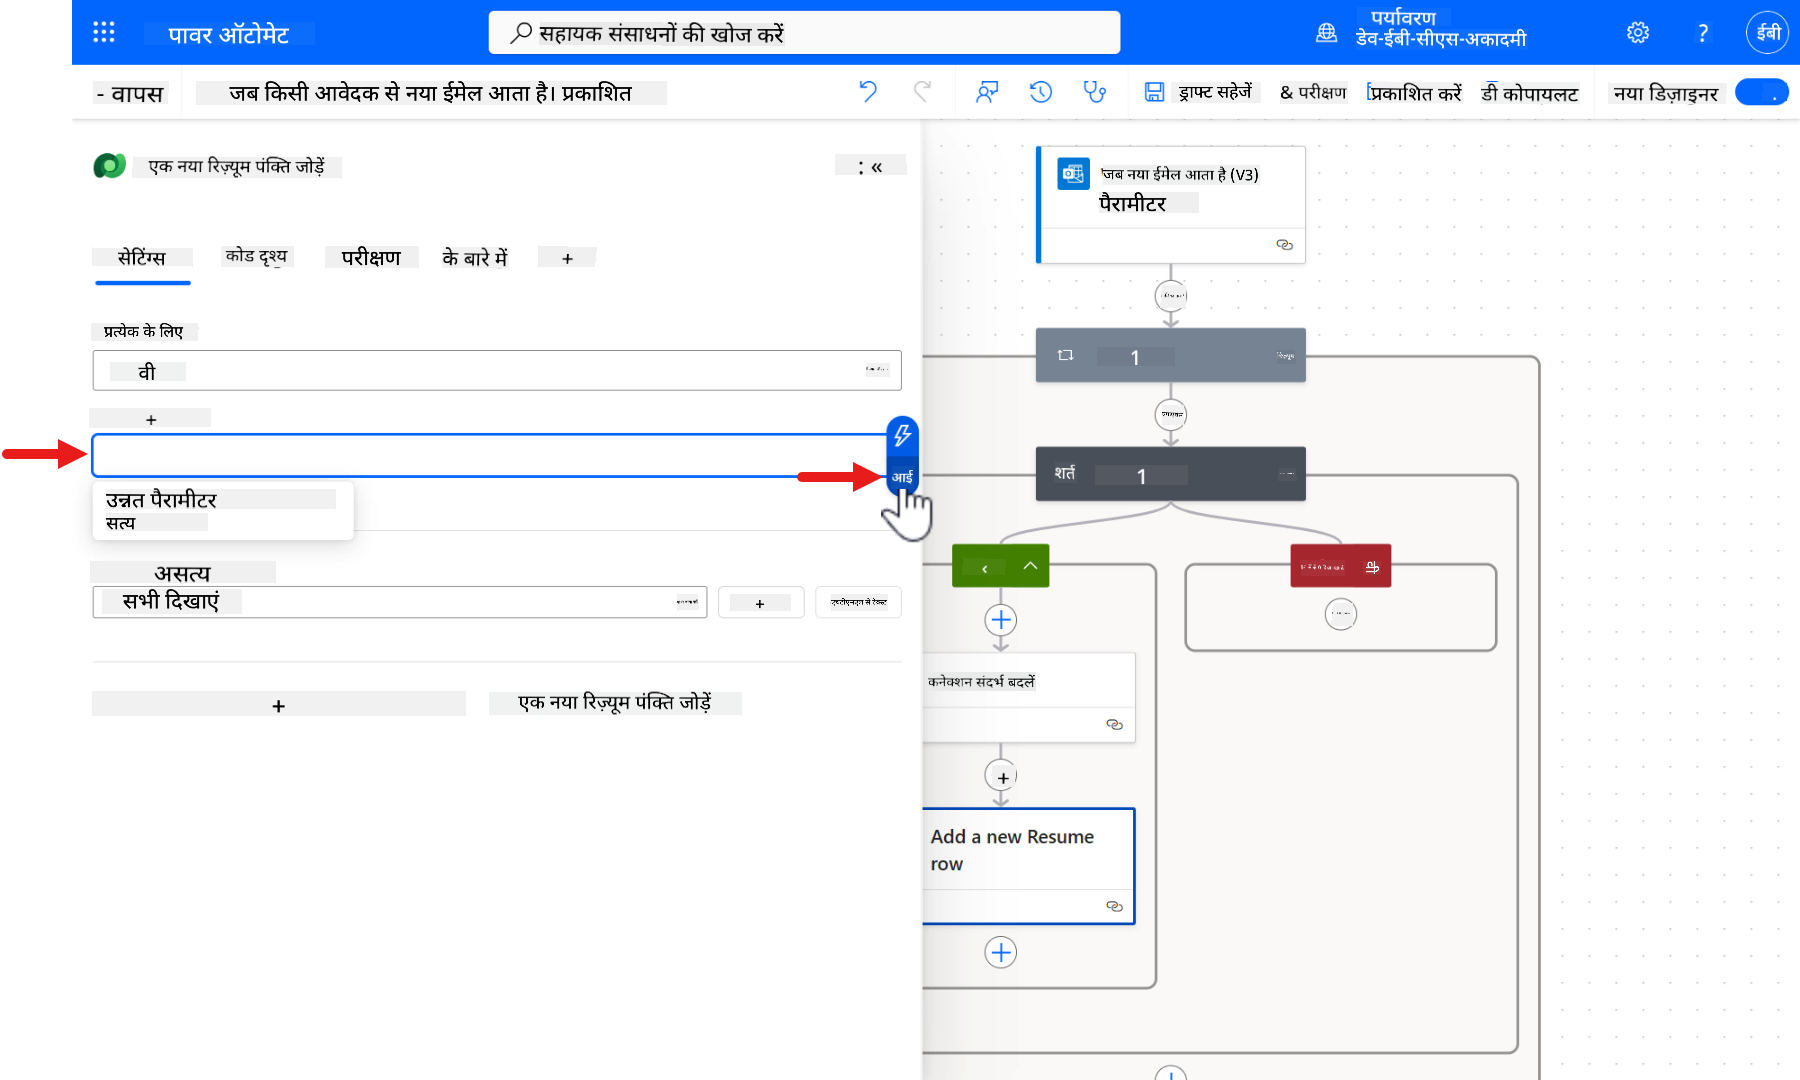 पावर ऑटोमेट
सहायक संसाधनों की खोज करें
पर्यावरण
डेव-ईबी-सीएस-अकादमी
?
ईबी
- वापस
जब किसी आवेदक से नया ईमेल आता है। प्रकाशित
ड्राफ्ट सहेजें
& परीक्षण
प्रकाशित करें
डी कोपायलट
नया डिज़ाइनर
एक नया रिज़्यूम पंक्ति जोड़ें
: «
सेटिंग्स
कोड दृश्य
परीक्षण
के बारे में
+
प्रत्येक के लिए
वी
+
आई
उन्नत पैरामीटर
सत्य
असत्य
सभी दिखाएं
+
एचटीएमएल से टेक्स्ट
+
एक नया रिज़्यूम पंक्ति जोड़ें
'जब नया ईमेल आता है (V3)
पैरामीटर
1
शर्त
1
कनेक्शन संदर्भ बदलें
+
Add a new Resume
row